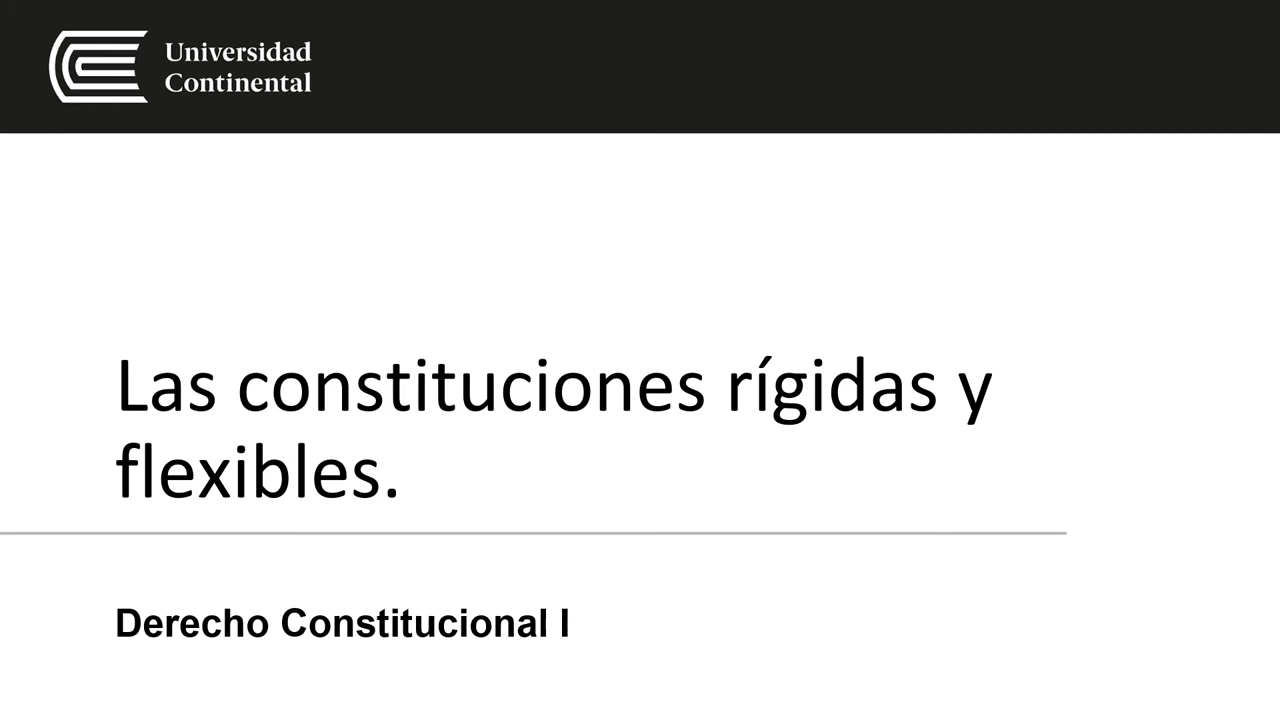 Universidad
Continental
Las constituciones rígidas y
flexibles.
Derecho Constitucional I